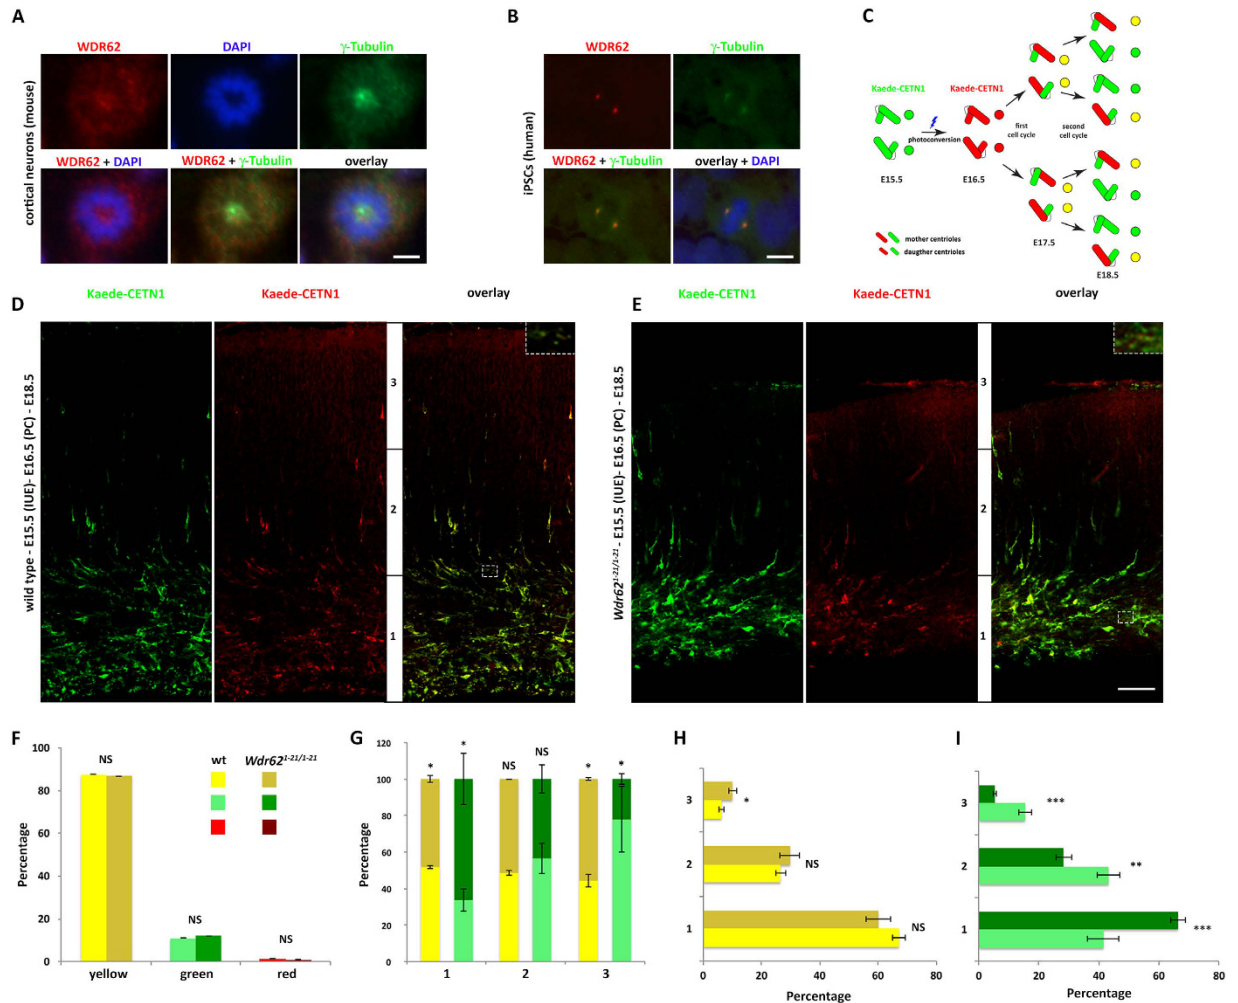 A
WDR62
DAPI
γ-Tubulin
WDR62 + DAPI
WDR62 + γ-Tubulin
overlay
cortical neurons (mouse)
B
WDR62
γ-Tubulin
WDR62 + γ-Tubulin
overlay + DAPI
iPSCs (human)
C
Kaede-CETN1
Kaede-CETN1
photoconversion
first
cell cycle
second
cell cycle
E15.5
E16.5
E17.5
E18.5
mother centrioles
daugther centrioles
D
Kaede-CETN1
Kaede-CETN1
overlay
wild type - E15.5 (IUE)- E16.5 (PC) - E18.5
3
2
1
E
Kaede-CETN1
Kaede-CETN1
overlay
Wdr62 1-21/1-21 - E15.5 (IUE)- E16.5 (PC) - E18.5
3
2
1
F
Percentage
100
80
60
40
20
0
NS
NS
NS
wt
Wdr62 1-21/1-21
yellow
green
red
G
Percentage
120
100
80
60
40
20
0
*
*
NS
NS
*
*
1
2
3
H
3
2
1
*
NS
NS
0
20
40
60
80
Percentage
I
3
2
1
***
**
***
0
20
40
60
80
Percentage